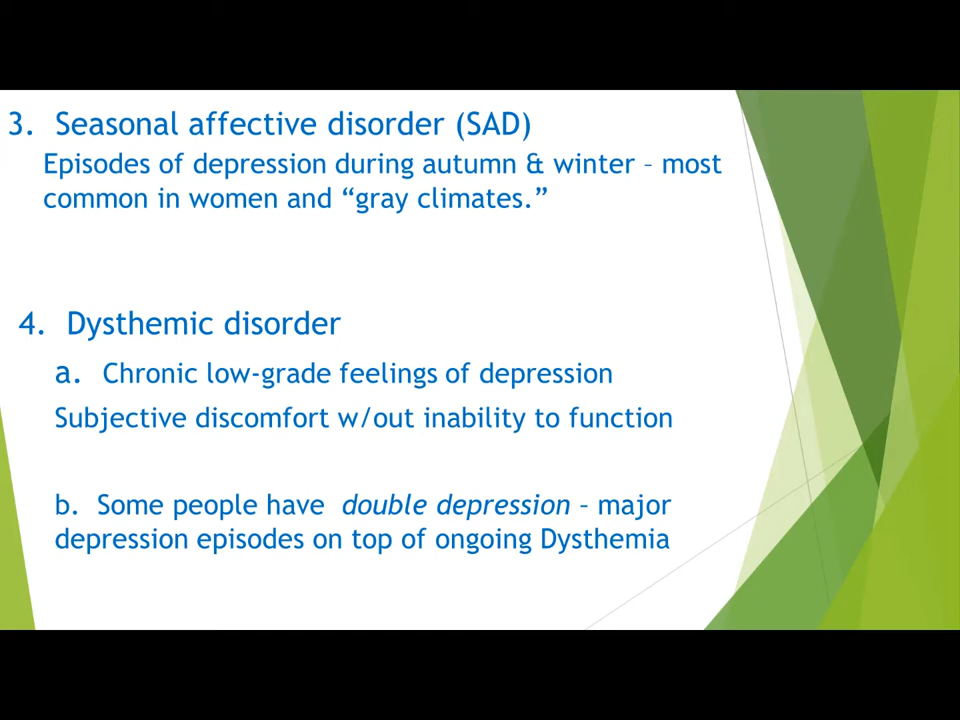 3. Seasonal affective disorder (SAD)
Episodes of depression during autumn & winter – most
common in women and “gray climates.”
4. Dysthemic disorder
a. Chronic low-grade feelings of depression
Subjective discomfort w/out inability to function
b. Some people have double depression – major
depression episodes on top of ongoing Dysthemia